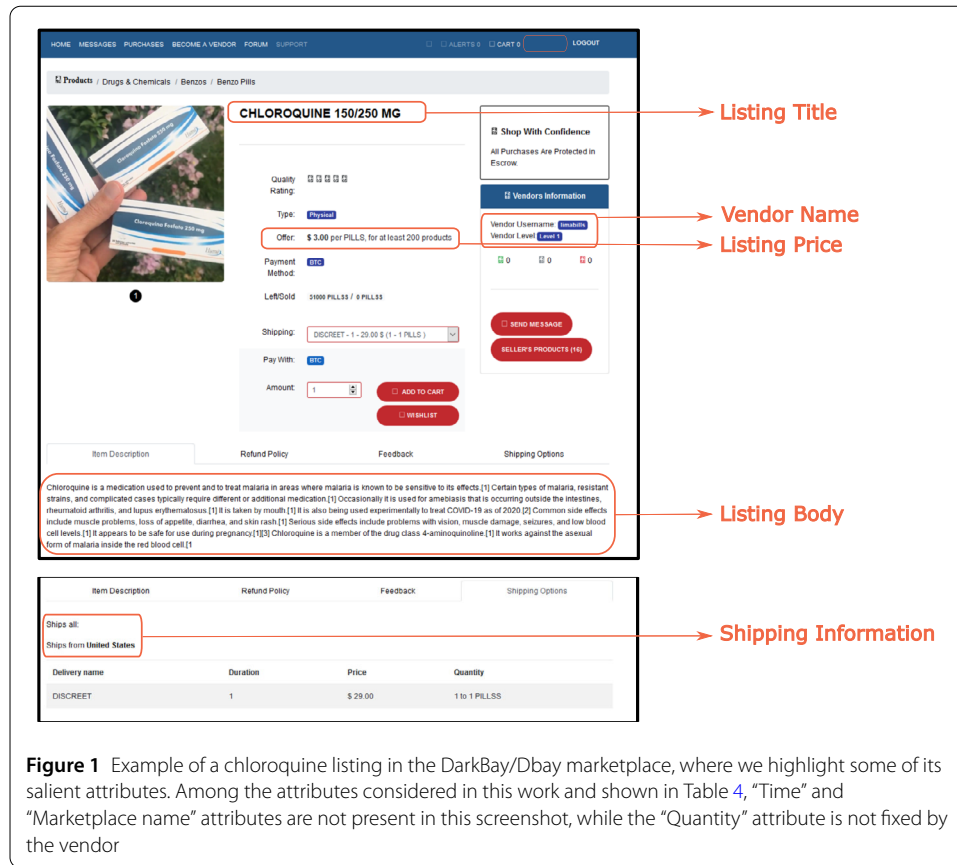 HOME MESSAGES PURCHASES BECOME A VENDOR FORUM SUPPORT ALERTS 0 CART 0 LOGOUT
Products / Drugs & Chemicals / Benzos / Benzo Pills
Cloroquine Fosfato 250 mg
Cloroquine Fosfato 250 mg
CHLOROQUINE 150/250 MG
Listing Title
Shop With Confidence
All Purchases Are Protected In
Escrow.
Quality
Rating:
Vendors Information
Type: Physical
Vendor Username: timahills
Vendor Name
Vendor Level Level 1
Offer: $ 3.00 per PILLS, for at least 200 products
Listing Price
Payment
Method:
BTC
0 0 0
1
Left/Sold 31000 PILLSS / 0 PILLSS
Shipping: DISCREET - 1 - 29.00 $ (1 - 1 PILLS )
SEND MESSAGE
SELLER'S PRODUCTS (16)
Pay With: BTC
Amount: 1
ADD TO CART
WISHLIST
Item Description Refund Policy Feedback Shipping Options
Chloroquine is a medication used to prevent and to treat malaria in areas where malaria is known to be sensitive to its effects.[1] Certain types of malaria, resistant
strains, and complicated cases typically require different or additional medication.[1] Occasionally it is used for amebiasis that is occurring outside the intestines,
rheumatoid arthritis, and lupus erythematosus.[1] It is taken by mouth.[1] It is also being used experimentally to treat COVID-19 as of 2020.[2] Common side effects
include muscle problems, loss of appetite, diarrhea, and skin rash.[1] Serious side effects include problems with vision, muscle damage, seizures, and low blood
cell levels.[1] It appears to be safe for use during pregnancy.[1][3] Chloroquine is a member of the drug class 4-aminoquinoline.[1] It works against the asexual
form of malaria inside the red blood cell.[1
Listing Body
Item Description Refund Policy Feedback Shipping Options
Ships all:
Ships from United States
Shipping Information
Delivery name Duration Price Quantity
DISCREET 1 $ 29.00 1 to 1 PILLSS
Figure 1 Example of a chloroquine listing in the DarkBay/Dbay marketplace, where we highlight some of its
salient attributes. Among the attributes considered in this work and shown in Table 4, “Time” and
“Marketplace name” attributes are not present in this screenshot, while the “Quantity” attribute is not fixed by
the vendor